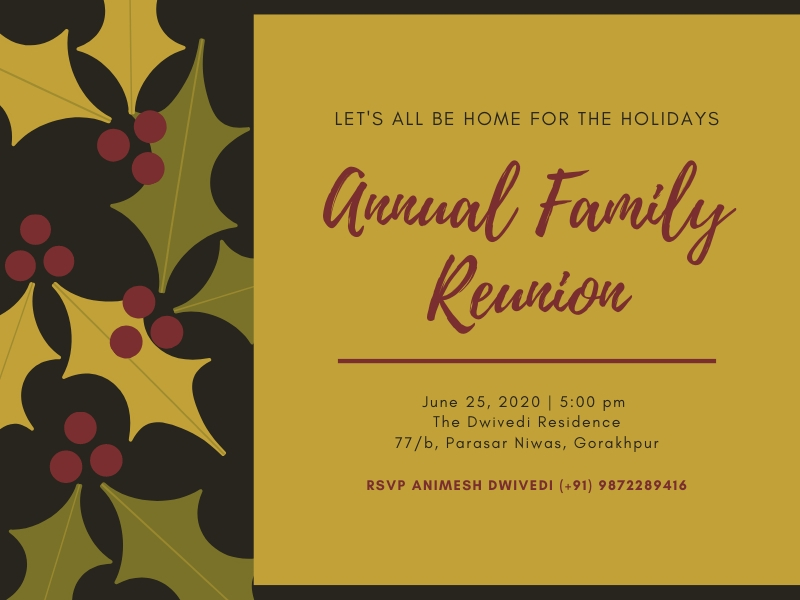 LET'S ALL BE HOME FOR THE HOLIDAYS
Annual Family
Reunion
June 25, 2020 | 5:00 pm
The Dwivedi Residence
77/b, Parasar Niwas, Gorakhpur
RSVP ANIMESH DWIVEDI (+91) 9872289416